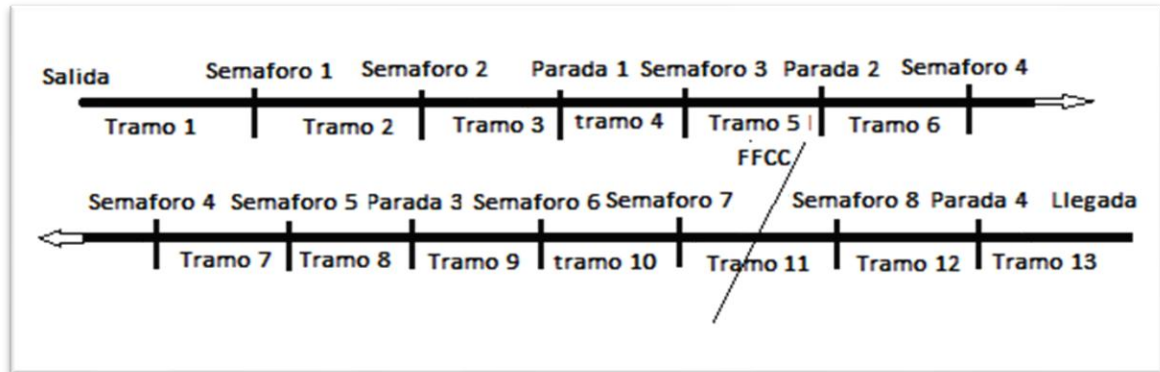 Salida Semaforo 1 Semaforo 2 Parada 1 Semaforo 3 Parada 2 Semaforo 4
Tramo 1 Tramo 2 Tramo 3 tramo 4 Tramo 5 Tramo 6
FFCC
Semaforo 4 Semaforo 5 Parada 3 Semaforo 6 Semaforo 7 Semaforo 8 Parada 4 Llegada
Tramo 7 Tramo 8 Tramo 9 tramo 10 Tramo 11 Tramo 12 Tramo 13